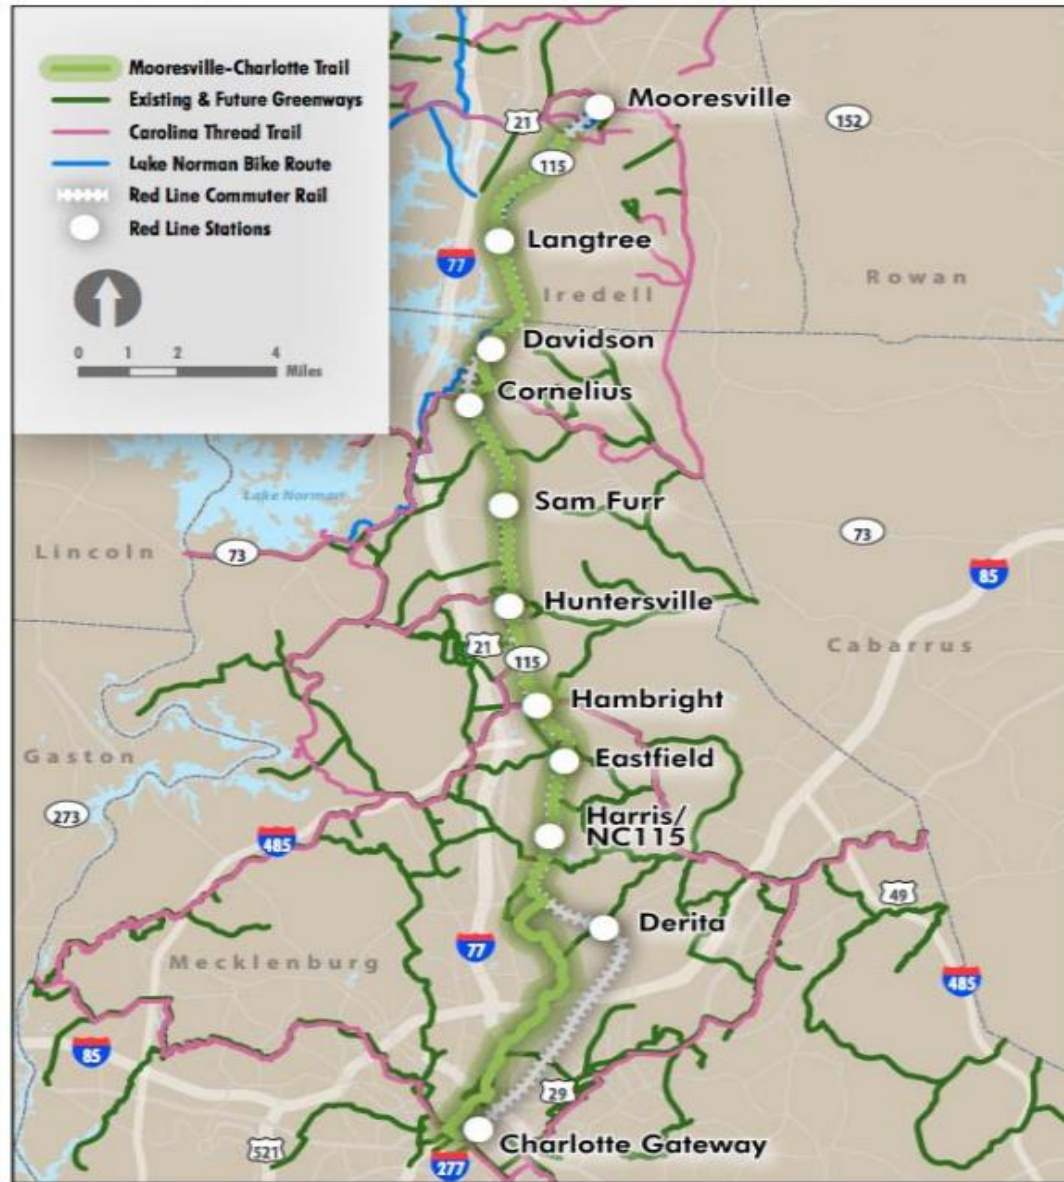 Mooresville-Charlotte Trail
Existing & Future Greenways
Carolina Thread Trail
Lake Norman Bike Route
Red Line Commuter Rail
Red Line Stations
0 1 2 4
Miles
Mooresville
21
152
115
Langtree
77
Iredell
Rowan
Davidson
Cornelius
Lake Norman
Sam Furr
Lincoln
73
73
85
Huntersville
21
115
Cabarrus
Hambright
Gaston
Eastfield
273
Harris/
NC115
485
49
Derita
77
Mecklenburg
485
85
29
521
Charlotte Gateway
277